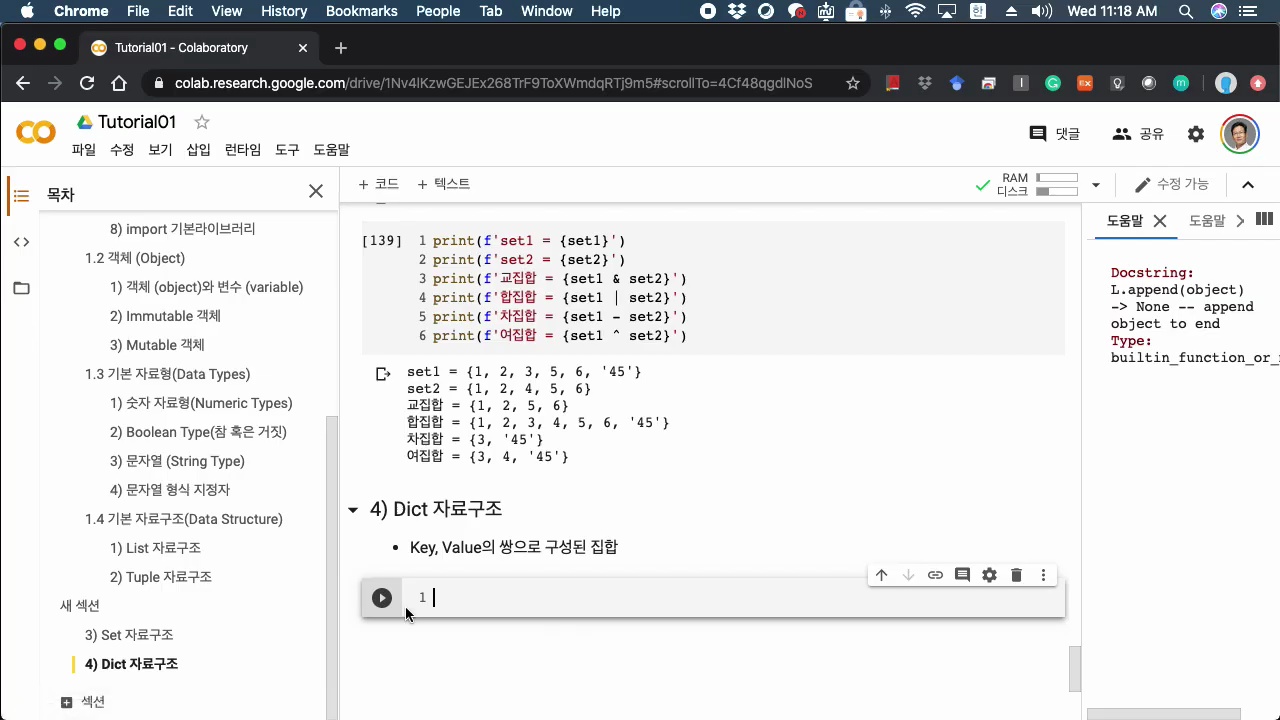 Chrome File Edit View History Bookmarks People Tab Window Help 한 Wed 11:18 AM
Tutorial01 - Colaboratory
colab.research.google.com/drive/1Nv4lKzwGEJEx268TrF9ToXWmdqRTj9m5#scrollTo=4Cf48qgdlNoS
Tutorial01
파일 수정 보기 삽입 런타임 도구 도움말
댓글 공유
목차
+ 코드 + 텍스트
RAM
디스크
수정 가능
8) import 기본라이브러리
1.2 객체 (Object)
1) 객체 (object)와 변수 (variable)
2) Immutable 객체
3) Mutable 객체
1.3 기본 자료형(Data Types)
1) 숫자 자료형(Numeric Types)
2) Boolean Type(참 혹은 거짓)
3) 문자열 (String Type)
4) 문자열 형식 지정자
1.4 기본 자료구조(Data Structure)
1) List 자료구조
2) Tuple 자료구조
새 섹션
3) Set 자료구조
4) Dict 자료구조
섹션
[139] 1 print(f'set1 = {set1}')
2 print(f'set2 = {set2}')
3 print(f'교집합 = {set1 & set2}')
4 print(f'합집합 = {set1 | set2}')
5 print(f'차집합 = {set1 - set2}')
6 print(f'여집합 = {set1 ^ set2}')
set1 = {1, 2, 3, 5, 6, '45'}
set2 = {1, 2, 4, 5, 6}
교집합 = {1, 2, 5, 6}
합집합 = {1, 2, 3, 4, 5, 6, '45'}
차집합 = {3, '45'}
여집합 = {3, 4, '45'}
4) Dict 자료구조
• Key, Value의 쌍으로 구성된 집합
1
도움말 도움말
Docstring:
L.append(object)
-> None -- append
object to end
Type:
builtin_function_or_